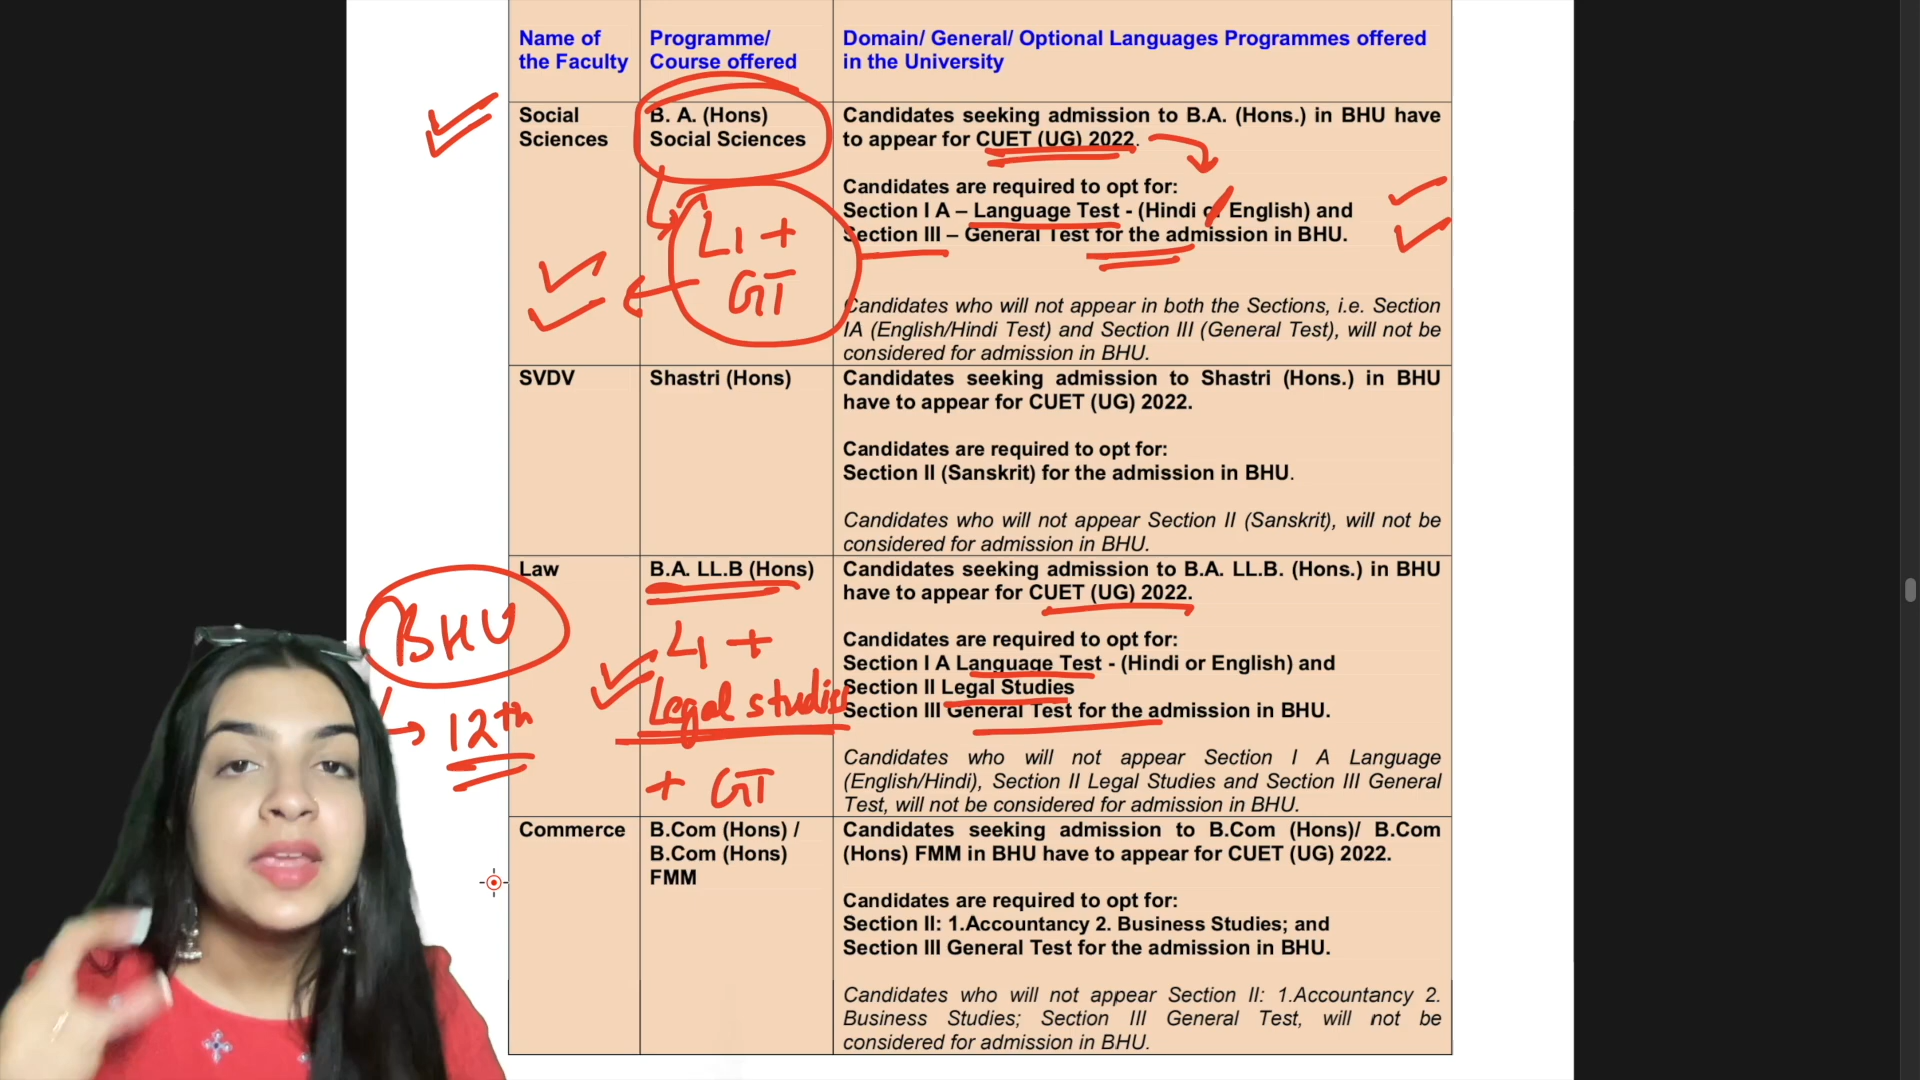 Name of
the Faculty
Programme/
Course offered
Domain/ General/ Optional Languages Programmes offered
in the University
Social
Sciences
B. A. (Hons)
Social Sciences
L1 +
GT
Candidates seeking admission to B.A. (Hons.) in BHU have
to appear for CUET (UG) 2022.
Candidates are required to opt for:
Section I A – Language Test - (Hindi or English) and
Section III – General Test for the admission in BHU.
Candidates who will not appear in both the Sections, i.e. Section
IA (English/Hindi Test) and Section III (General Test), will not be
considered for admission in BHU.
SVDV
Shastri (Hons)
Candidates seeking admission to Shastri (Hons.) in BHU
have to appear for CUET (UG) 2022.
Candidates are required to opt for:
Section II (Sanskrit) for the admission in BHU.
Candidates who will not appear Section II (Sanskrit), will not be
considered for admission in BHU.
BHU
12th
Law
B.A. LL.B (Hons)
L1 +
Legal studies
+ GT
Candidates seeking admission to B.A. LL.B. (Hons.) in BHU
have to appear for CUET (UG) 2022.
Candidates are required to opt for:
Section I A Language Test - (Hindi or English) and
Section II Legal Studies
Section III General Test for the admission in BHU.
Candidates who will not appear Section I A Language
(English/Hindi), Section II Legal Studies and Section III General
Test, will not be considered for admission in BHU.
Commerce
B.Com (Hons) /
B.Com (Hons)
FMM
Candidates seeking admission to B.Com (Hons)/ B.Com
(Hons) FMM in BHU have to appear for CUET (UG) 2022.
Candidates are required to opt for:
Section II: 1.Accountancy 2. Business Studies; and
Section III General Test for the admission in BHU.
Candidates who will not appear Section II: 1.Accountancy 2.
Business Studies; Section III General Test, will not be
considered for admission in BHU.